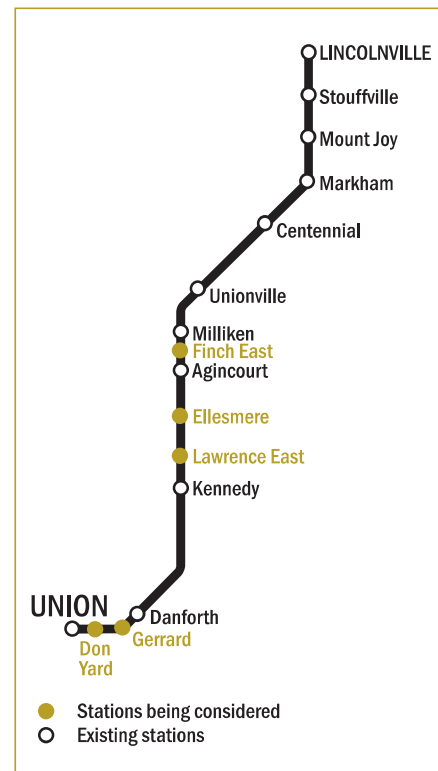 LINCOLNVILLE
Stouffville
Mount Joy
Markham
Centennial
Unionville
Milliken
Finch East
Agincourt
Ellesmere
Lawrence East
Kennedy
UNION
Danforth
Gerrard
Don
Yard
Stations being considered
Existing stations